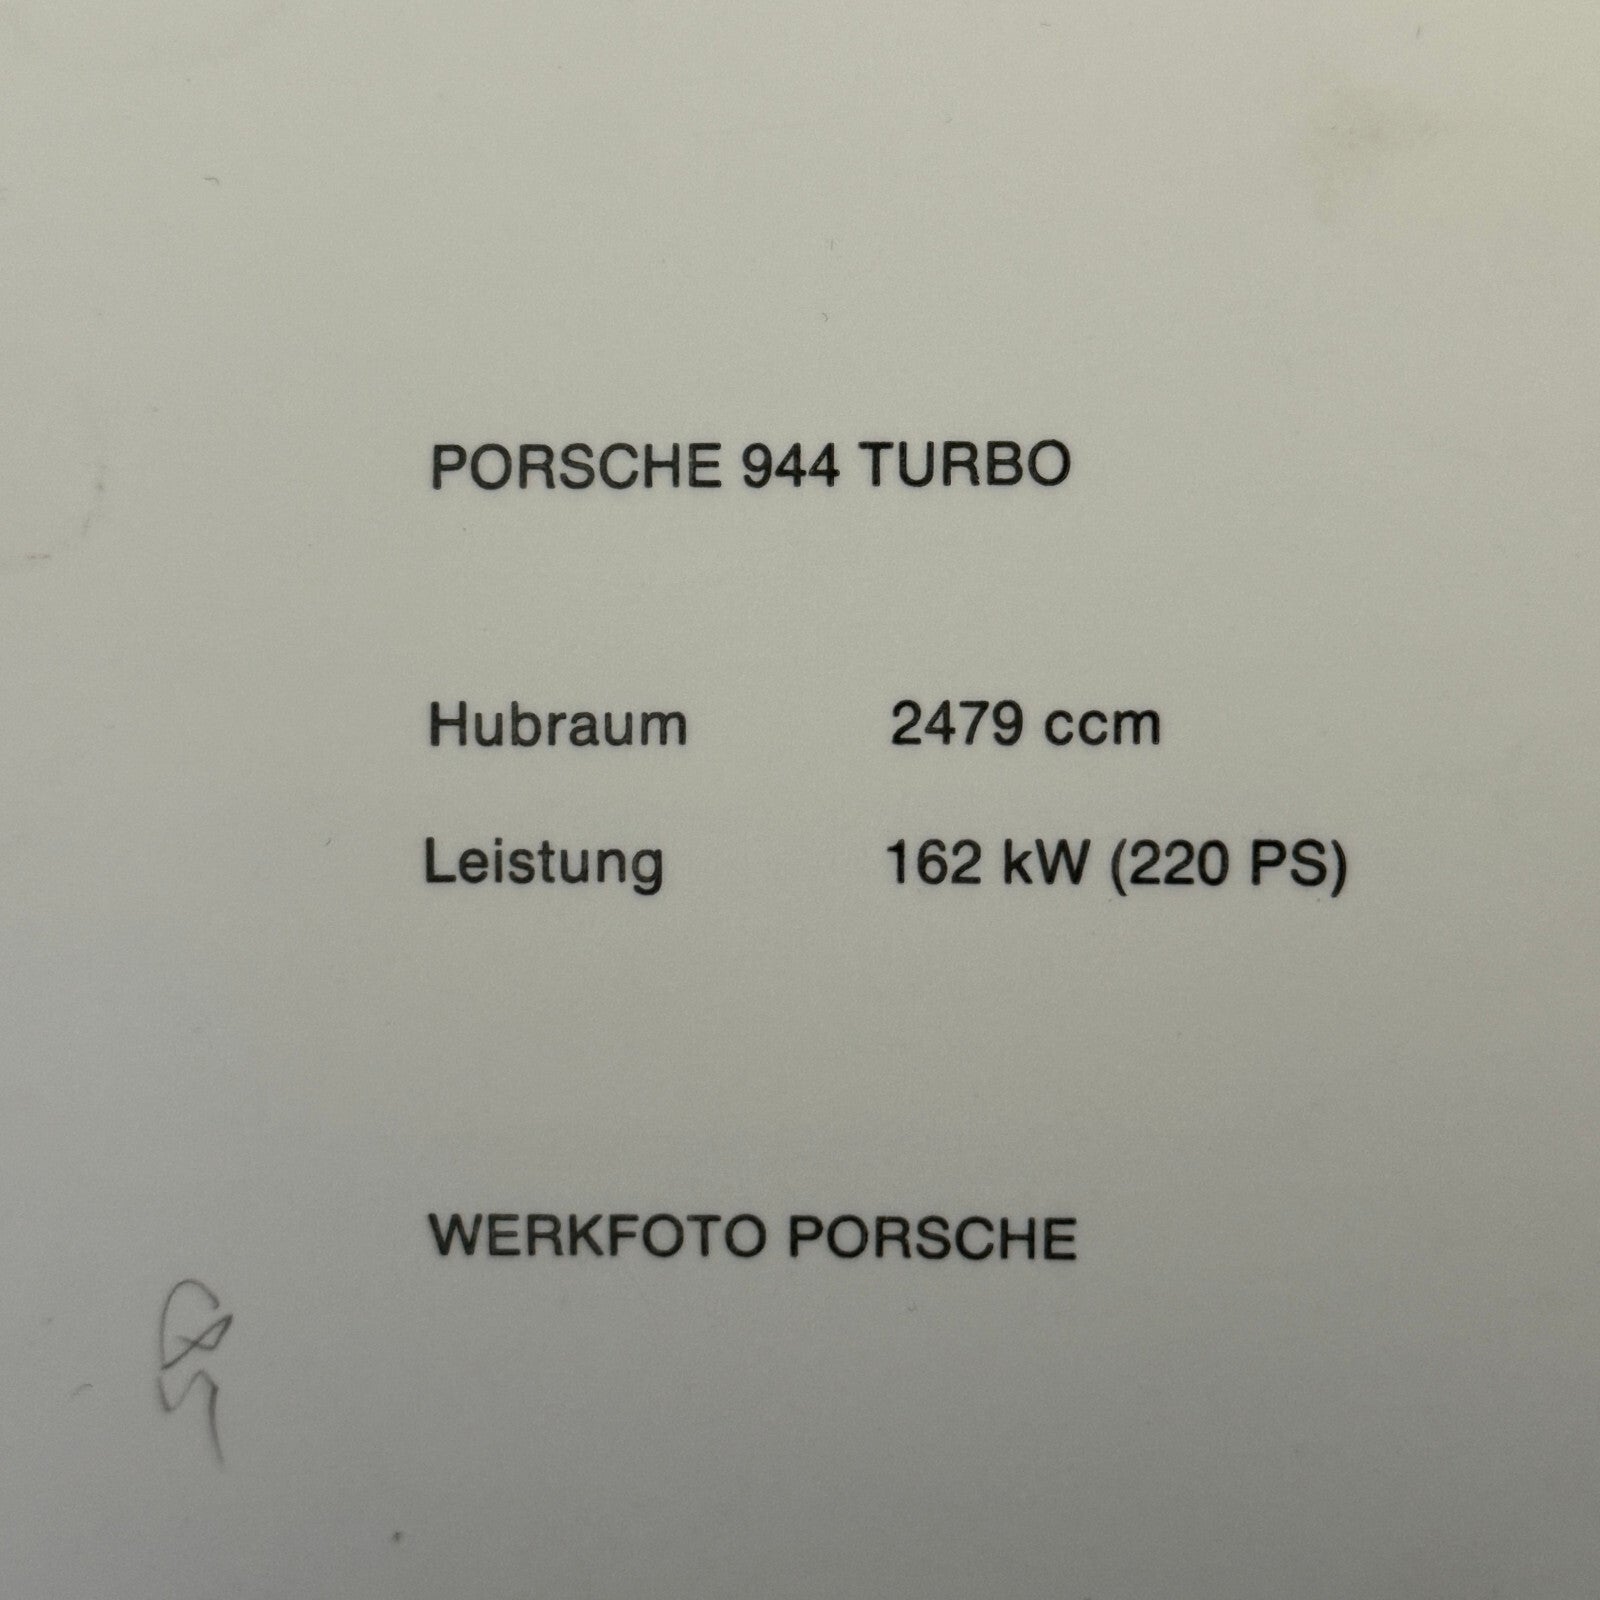 PORSCHE 944 TURBO
Hubraum 2479 ccm
Leistung 162 kW (220 PS)
WERKFOTO PORSCHE